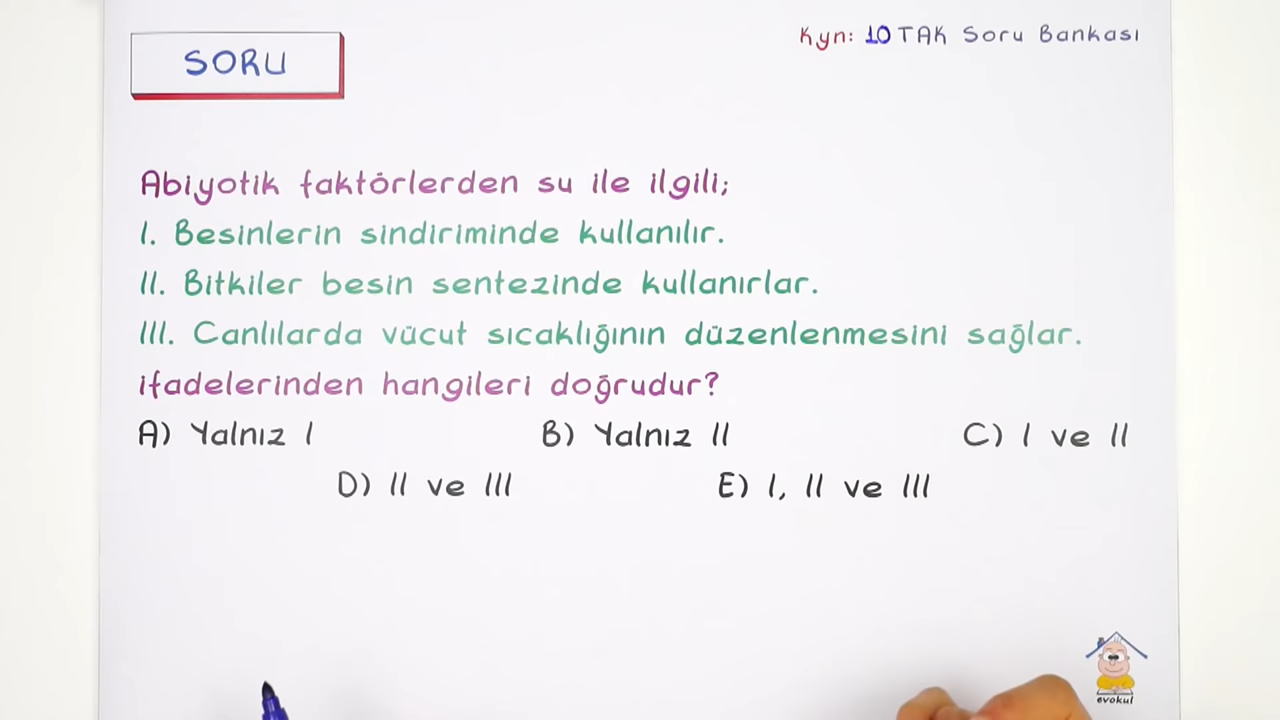 SORU
Kyn: 10 TAK Soru Bankası
Abiyotik faktörlerden su ile ilgili;
I. Besinlerin sindiriminde kullanılır.
II. Bitkiler besin sentezinde kullanırlar.
III. Canlılarda vücut sıcaklığının düzenlenmesini sağlar.
ifadelerinden hangileri doğrudur?
A) Yalnız I B) Yalnız II C) I ve II
D) II ve III E) I, II ve III
evokul